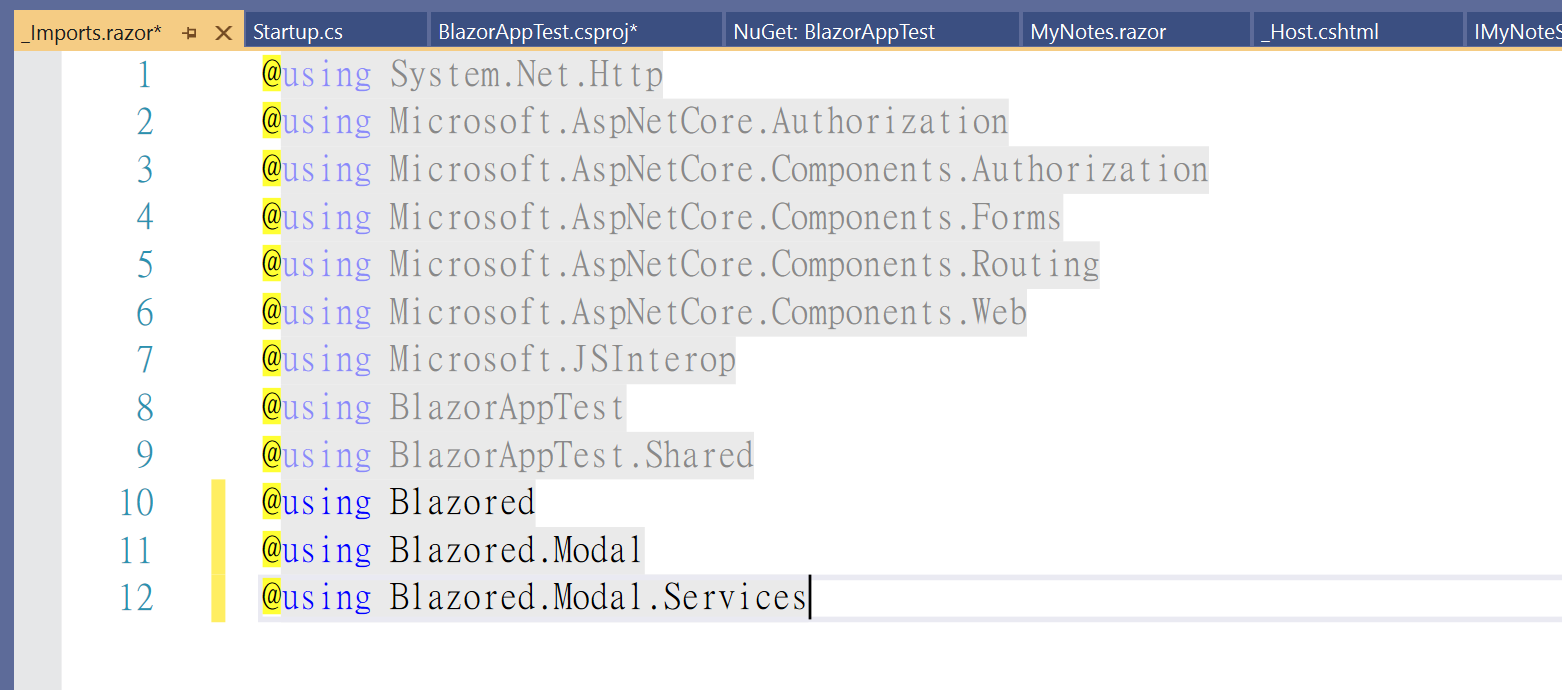 _Imports.razor* Startup.cs BlazorAppTest.csproj* NuGet: BlazorAppTest MyNotes.razor _Host.cshtml IMyNoteS
1 @using System.Net.Http
2 @using Microsoft.AspNetCore.Authorization
3 @using Microsoft.AspNetCore.Components.Authorization
4 @using Microsoft.AspNetCore.Components.Forms
5 @using Microsoft.AspNetCore.Components.Routing
6 @using Microsoft.AspNetCore.Components.Web
7 @using Microsoft.JSInterop
8 @using BlazorAppTest
9 @using BlazorAppTest.Shared
10 @using Blazored
11 @using Blazored.Modal
12 @using Blazored.Modal.Services